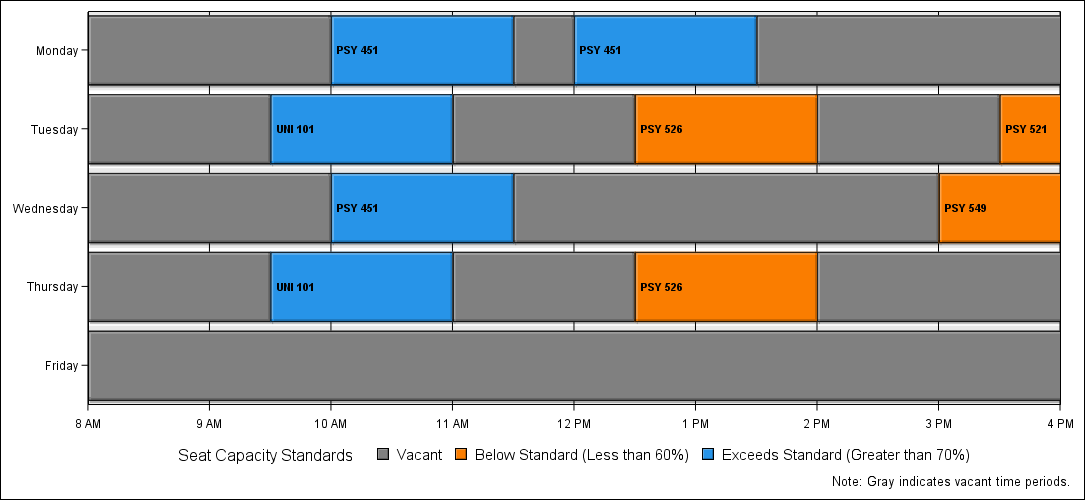 Monday
PSY 451
PSY 451
Tuesday
UNI 101
PSY 526
PSY 521
Wednesday
PSY 451
PSY 549
Thursday
UNI 101
PSY 526
Friday
8 AM 9 AM 10 AM 11 AM 12 PM 1 PM 2 PM 3 PM 4 PM
Seat Capacity Standards Vacant Below Standard (Less than 60%) Exceeds Standard (Greater than 70%)
Note: Gray indicates vacant time periods.